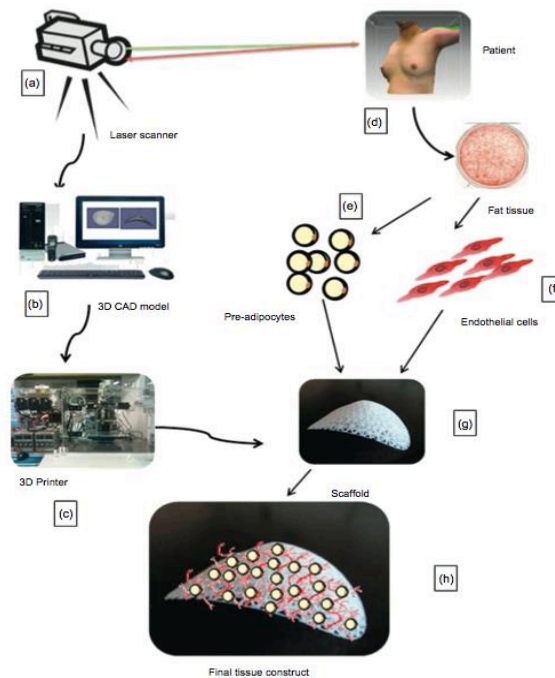 (a)
Patient
(d)
Laser scanner
(e)
Fat tissue
(b)
3D CAD model
Pre-adipocytes
Endothelial cells
(f
(g)
3D Printer
Scaffold
(c)
(h)
Final tissue construct